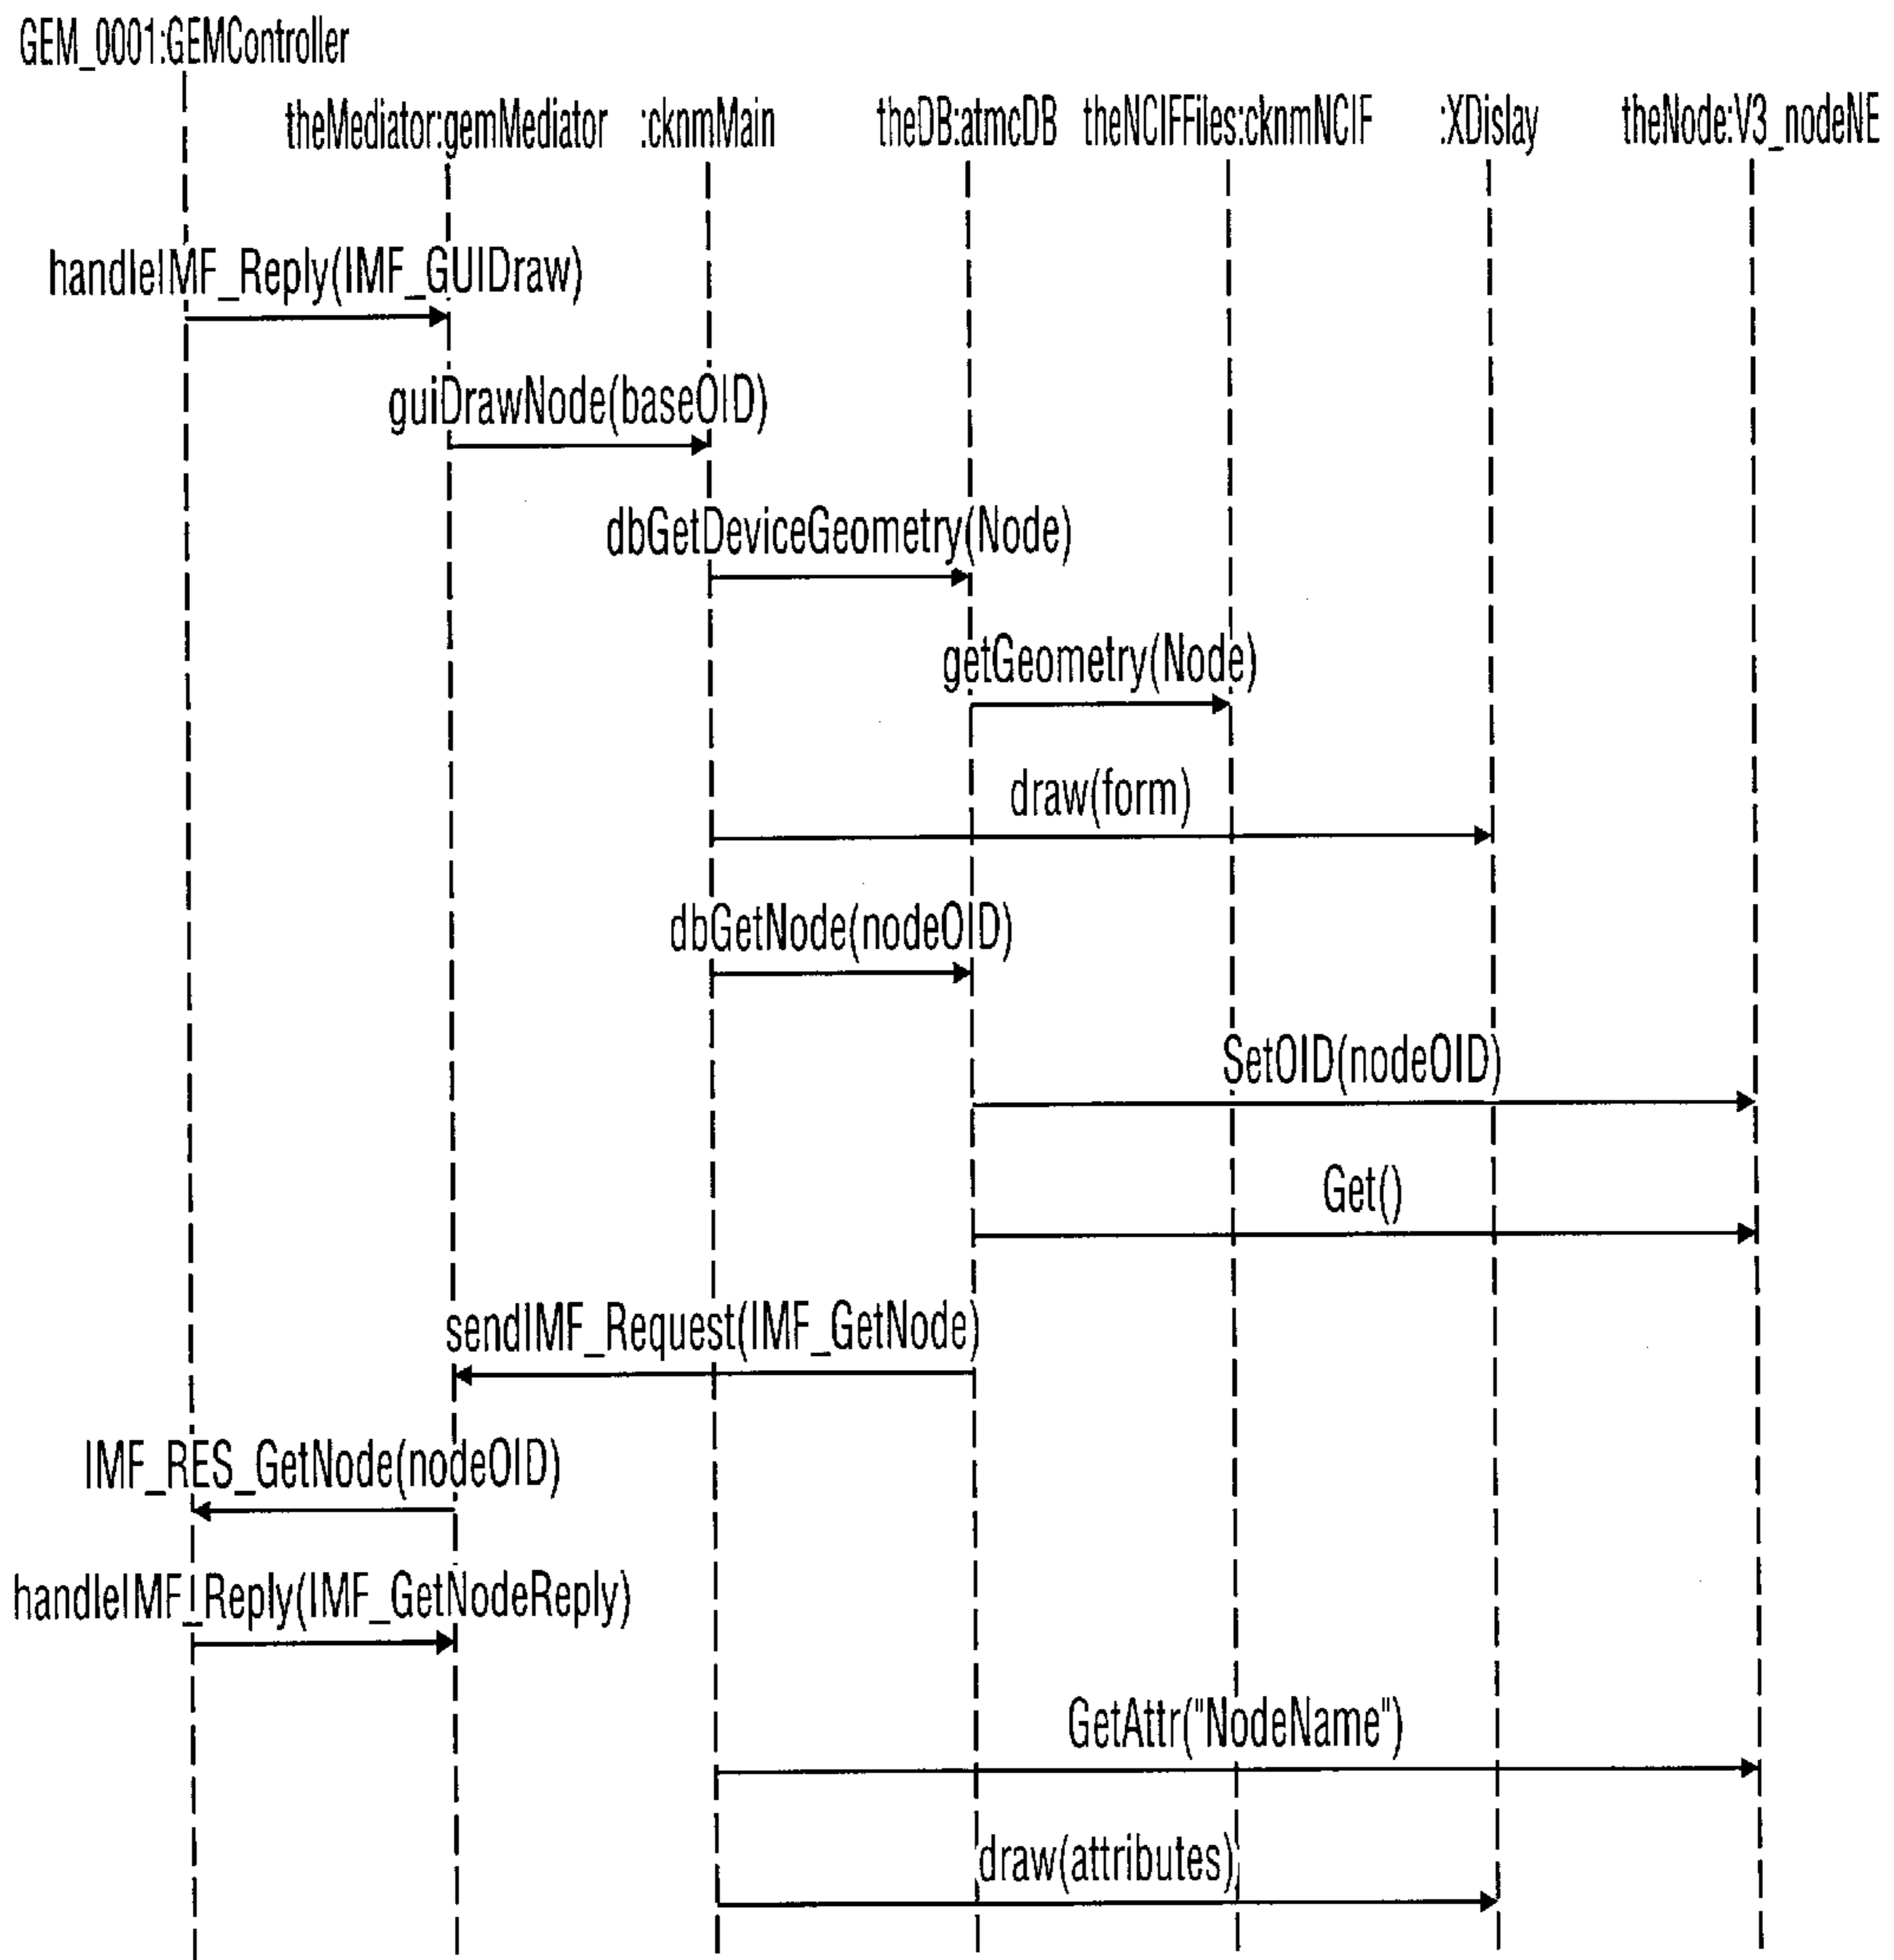 GEM_0001:GEMController
theMediator:gemMediator :cknmMain theDB:atmcDB theNCIFFiles:cknmNCIF :XDislay theNode:V3_nodeNE
handleIMF_Reply(IMF_GUIDraw)
guiDrawNode(baseOID)
dbGetDeviceGeometry(Node)
getGeometry(Node)
draw(form)
dbGetNode(nodeOID)
SetOID(nodeOID)
Get()
sendIMF_Request(IMF_GetNode)
IMF_RES_GetNode(nodeOID)
handleIMF_Reply(IMF_GetNodeReply)
GetAttr("NodeName")
draw(attributes)